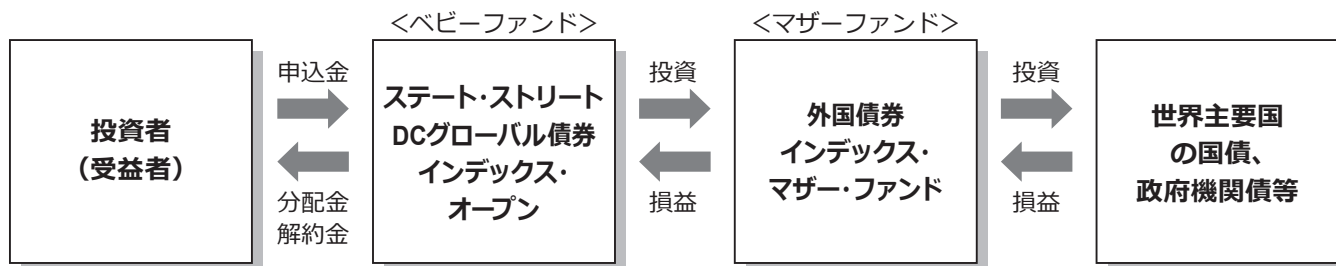 <ベビーファンド>
<マザーファンド>
投資者
（受益者）
申込金
分配金
解約金
ステート・ストリート
DCグローバル債券
インデックス・
オープン
投資
損益
外国債券
インデックス・
マザー・ファンド
投資
損益
世界主要国
の国債、
政府機関債等